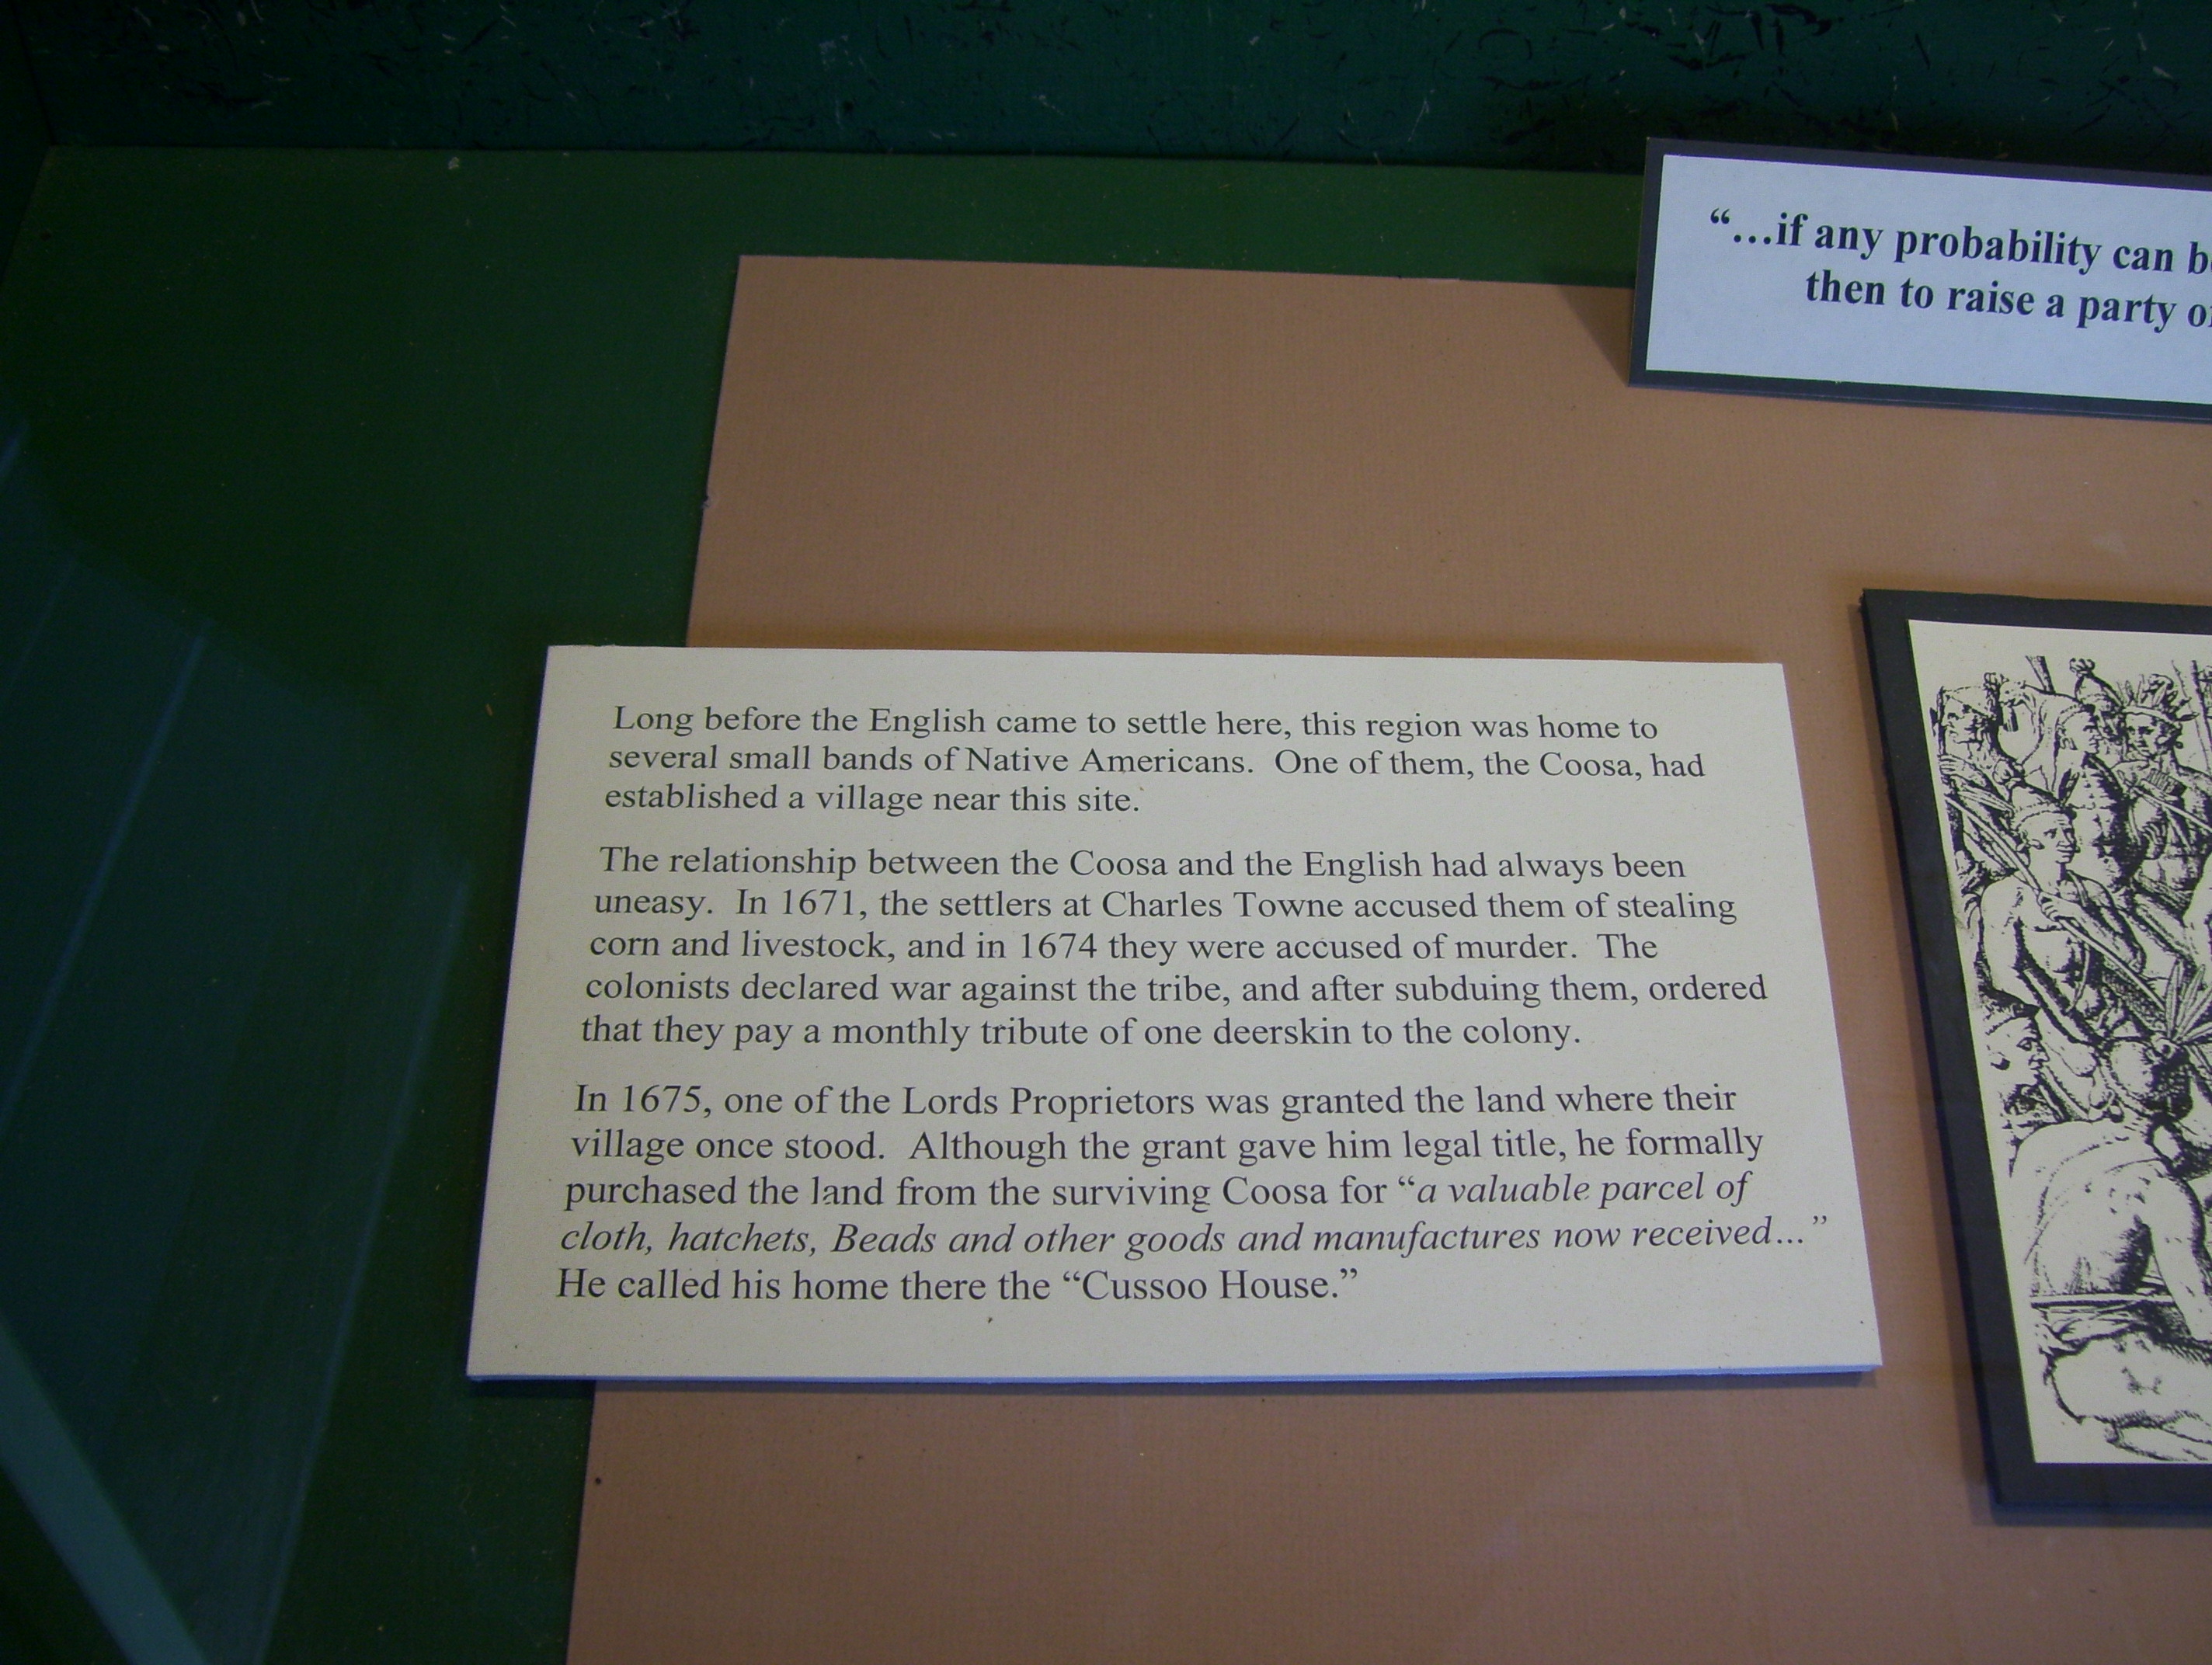 “...if any probability can
then to raise a party
Long before the English came to settle here, this region was home to
several small bands of Native Americans. One of them, the Coosa, had
established a village near this site.
The relationship between the Coosa and the English had always been
uneasy. In 1671, the settlers at Charles Towne accused them of stealing
corn and livestock, and in 1674 they were accused of murder. The
colonists declared war against the tribe, and after subduing them, ordered
that they pay a monthly tribute of one deerskin to the colony.
In 1675, one of the Lords Proprietors was granted the land where their
village once stood. Although the grant gave him legal title, he formally
purchased the land from the surviving Coosa for “a valuable parcel of
cloth, hatchets, Beads and other goods and manufactures now received...”
He called his home there the “Cussoo House.”